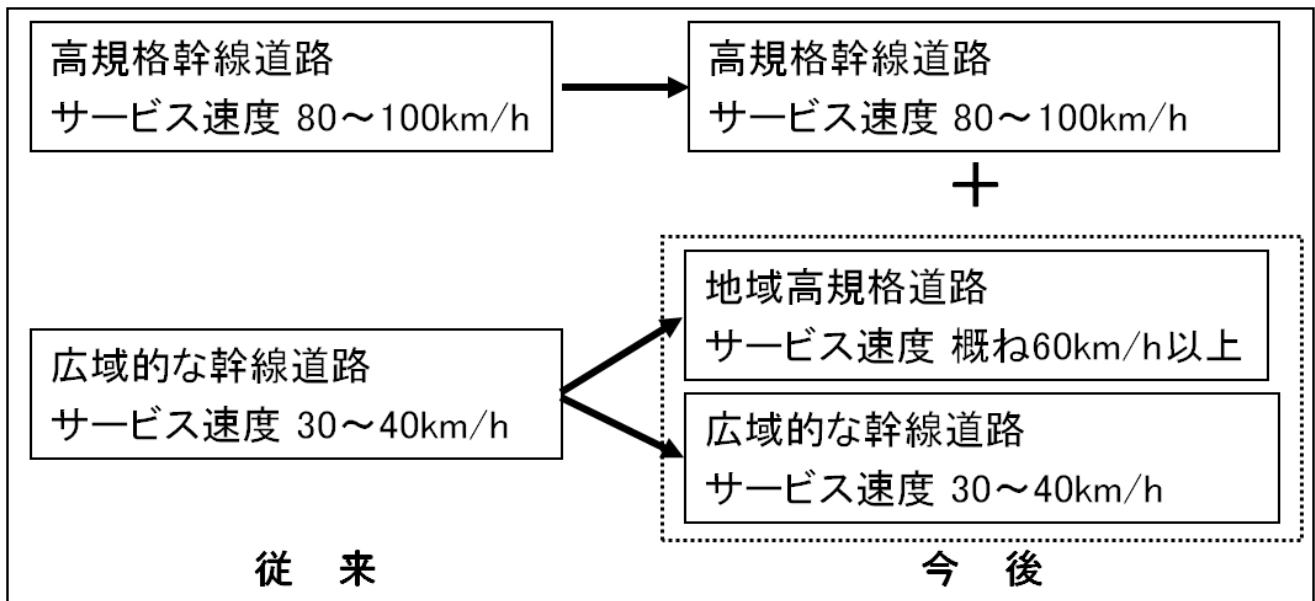 高規格幹線道路
サービス速度 80～100km/h
高規格幹線道路
サービス速度 80～100km/h
＋
地域高規格道路
サービス速度 概ね60km/h以上
広域的な幹線道路
サービス速度 30～40km/h
広域的な幹線道路
サービス速度 30～40km/h
従 来
今 後